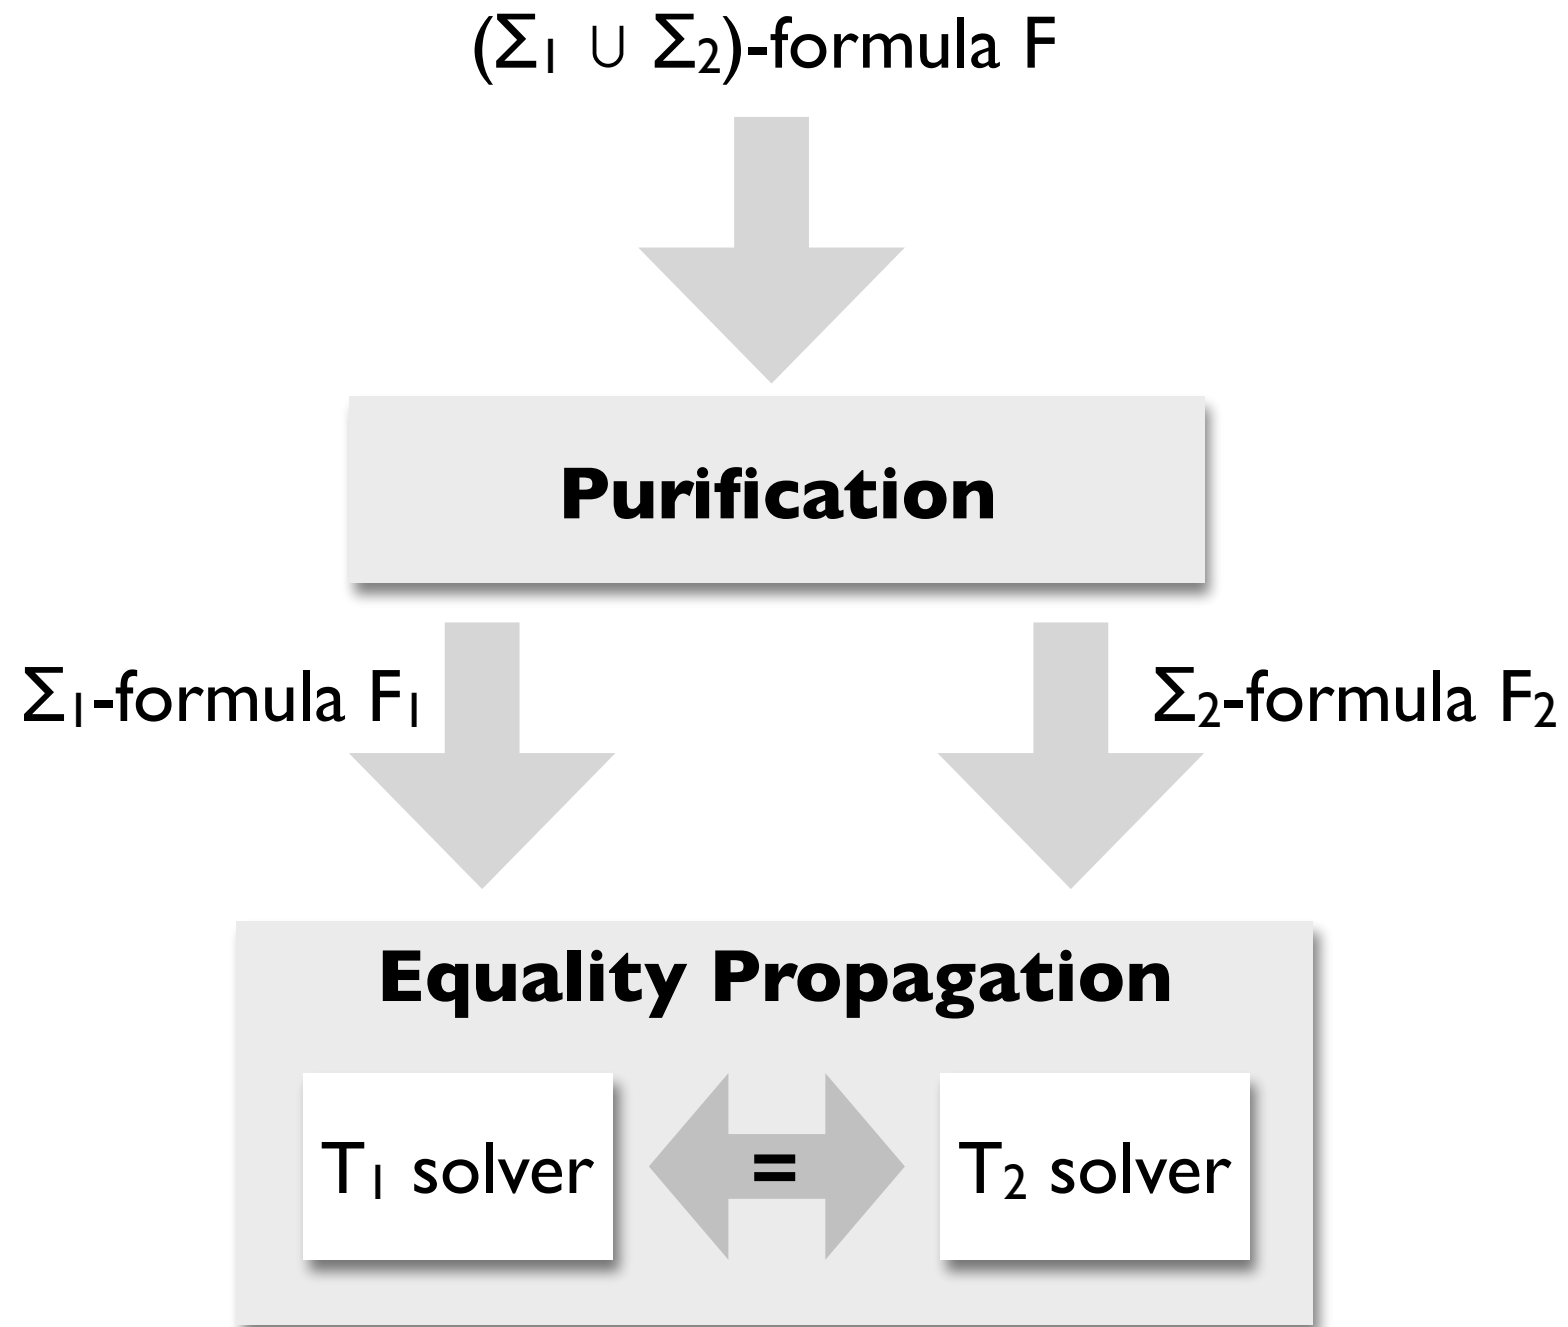 (Σ₁ ∪ Σ₂)-formula F
Purification
Σ₁-formula F₁
Σ₂-formula F₂
Equality Propagation
T₁ solver
=
T₂ solver